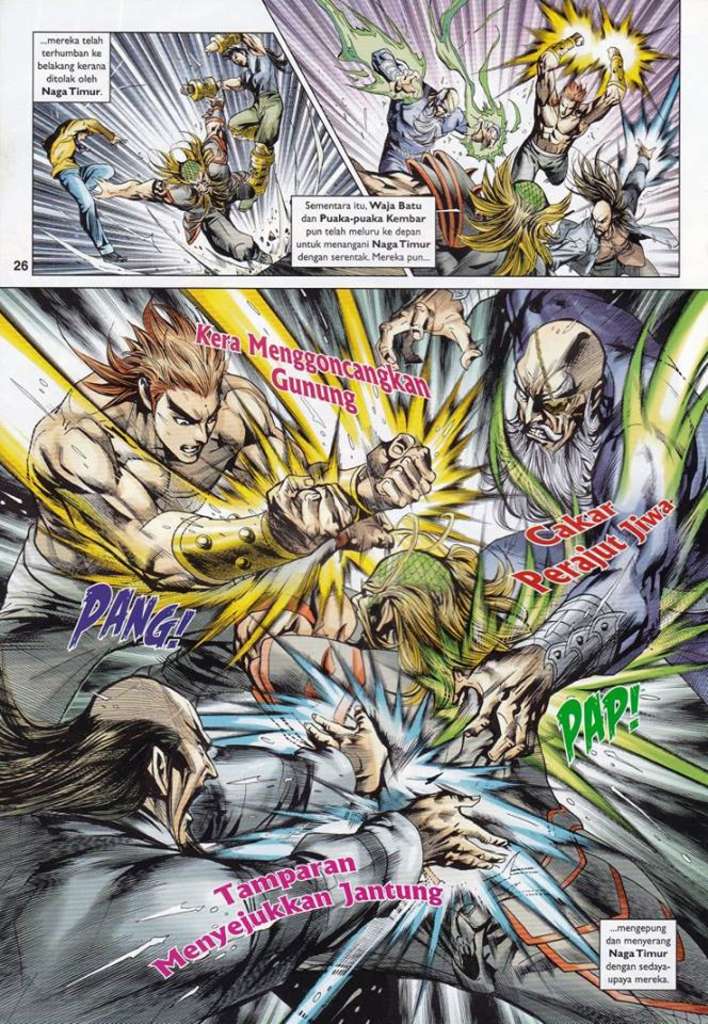 ...mereka telah
terhumban ke
belakang kerana
ditolak oleh
Naga Timur.
Sementara itu, Waja Batu
dan Puaka-puaka Kembar
pun telah meluru ke depan
untuk menangani Naga Timur
dengan serentak. Mereka pun...
26
Kera Menggoncangkan
Gunung
Cakar
Perajut Jiwa
PANG!
PAP!
Tamparan
Menyejukkan Jantung
...mengepung
dan menyerang
Naga Timur
dengan sedaya-
upaya mereka.